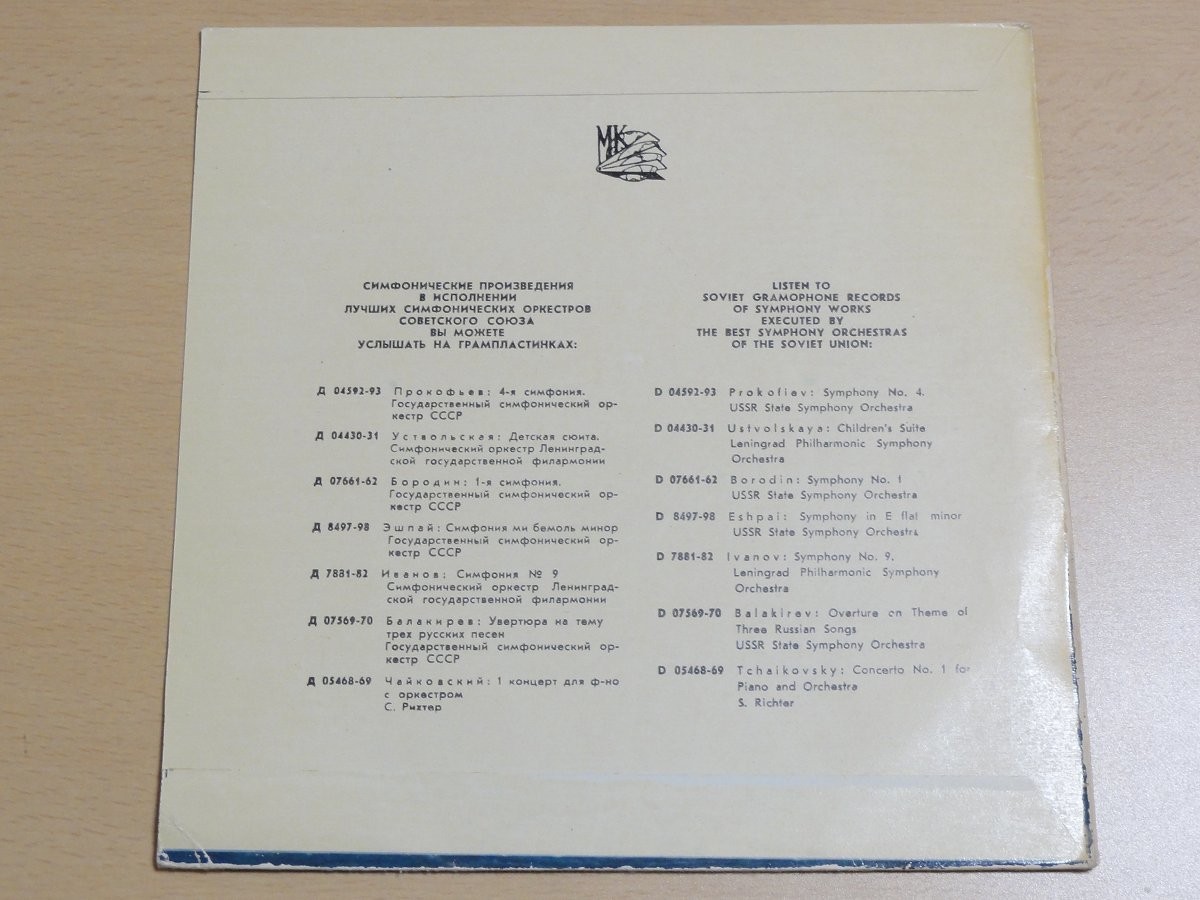 МК
СИМФОНИЧЕСКИЕ ПРОИЗВЕДЕНИЯ
В ИСПОЛНЕНИИ
ЛУЧШИХ СИМФОНИЧЕСКИХ ОРКЕСТРОВ
СОВЕТСКОГО СОЮЗА
ВЫ МОЖЕТЕ
УСЛЫШАТЬ НА ГРАМПЛАСТИНКАХ:
Д 04592-93 Прокофьев: 4-я симфония.
Государственный симфонический ор-
кестр СССР
Д 04430-31 Уствольская: Детская сюита.
Симфонический оркестр Ленинград-
ской государственной филармонии
Д 07661-62 Бородин: 1-я симфония.
Государственный симфонический ор-
кестр СССР
Д 8497-98 Эшпай: Симфония ми бемоль минор
Государственный симфонический ор-
кестр СССР
Д 7881-82 Иванов: Симфония № 9
Симфонический оркестр Ленинград-
ской государственной филармонии
Д 07569-70 Балакирев: Увертюра на тему
трех русских песен
Государственный симфонический ор-
кестр СССР
Д 05468-69 Чайковский: 1 концерт для ф-но
с оркестром
С. Рихтер
LISTEN TO
SOVIET GRAMOPHONE RECORDS
OF SYMPHONY WORKS
EXECUTED BY
THE BEST SYMPHONY ORCHESTRAS
OF THE SOVIET UNION:
D 04592-93 Prokofiev: Symphony No. 4.
USSR State Symphony Orchestra
D 04430-31 Ustvolskaya: Children's Suite
Leningrad Philharmonic Symphony
Orchestra
D 07661-62 Borodin: Symphony No. 1
USSR State Symphony Orchestra
D 8497-98 Eshpai: Symphony in E flat minor
USSR State Symphony Orchestra
D 7881-82 Ivanov: Symphony No. 9.
Leningrad Philharmonic Symphony
Orchestra
D 07569-70 Balakirev: Overture on Theme of
Three Russian Songs
USSR State Symphony Orchestra
D 05468-69 Tchaikovsky: Concerto No. 1 for
Piano and Orchestra
S. Richter